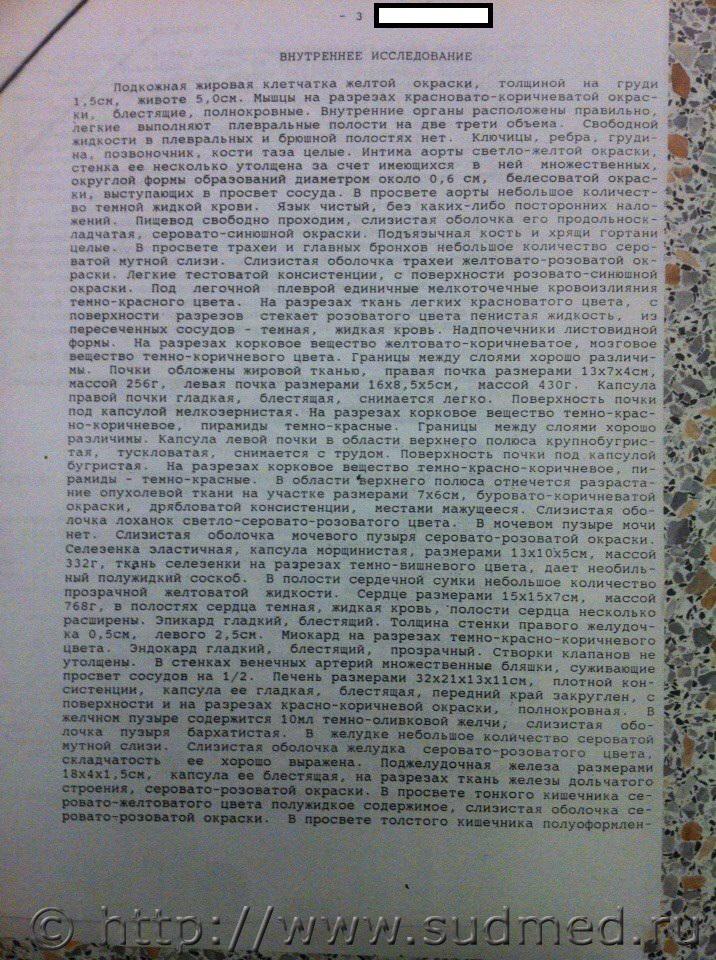 - 3
ВНУТРЕННЕЕ ИССЛЕДОВАНИЕ
Подкожная жировая клетчатка желтой окраски, толщиной на груди
1,5см, животе 5,0см. Мышцы на разрезах красновато-коричневатой окрас-
ки, блестящие, полнокровные. Внутренние органы расположены правильно,
легкие выполняют плевральные полости на две трети объема. Свободной
жидкости в плевральных и брюшной полостях нет. Ключицы, ребра, груди-
на, позвоночник, кости таза целые. Интима аорты светло-желтой окраски,
стенка ее несколько утолщена за счет имеющихся в ней множественных,
округлой формы образований диаметром около 0,6 см, белесоватой окрас-
ки, выступающих в просвет сосуда. В просвете аорты небольшое количест-
во темной жидкой крови. Язык чистый, без каких-либо посторонних нало-
жений. Пищевод свободно проходим, слизистая оболочка его продольноск-
ладчатая, серовато-синюшной окраски. Подъязычная кость и хрящи гортани
целые. В просвете трахеи и главных бронхов небольшое количество серо-
ватой мутной слизи. Слизистая оболочка трахеи желтовато-розоватой ок-
раски. Легкие тестоватой консистенции, с поверхности розовато-синюшной
окраски. Под легочной плеврой единичные мелкоточечные кровоизлияния
темно-красного цвета. На разрезах ткань легких красноватого цвета, с
поверхности разрезов стекает розоватого цвета пенистая жидкость, из
пересеченных сосудов - темная, жидкая кровь. Надпочечники листовидной
формы. На разрезах корковое вещество желтовато-коричневатое, мозговое
вещество темно-коричневого цвета. Границы между слоями хорошо различи-
мы. Почки обложены жировой тканью, правая почка размерами 13х7х4см,
массой 256г, левая почка размерами 16х8,5х5см, массой 430г. Капсула
правой почки гладкая, блестящая, снимается легко. Поверхность почки
под капсулой мелкозернистая. На разрезах корковое вещество темно-крас-
но-коричневое, пирамиды темно-красные. Границы между слоями хорошо
различимы. Капсула левой почки в области верхнего полюса крупнобугрис-
тая, тускловатая, снимается с трудом. Поверхность почки под капсулой
бугристая. На разрезах корковое вещество темно-красно-коричневое, пи-
рамиды - темно-красные. В области верхнего полюса отмечется разраста-
ние опухолевой ткани на участке размерами 7х6см, буровато-коричневатой
окраски, дрябловатой консистенции, местами мажущееся. Слизистая обо-
лочка лоханок светло-серовато-розоватого цвета. В мочевом пузыре мочи
нет. Слизистая оболочка мочевого пузыря серовато-розоватой окраски.
Селезенка эластичная, капсула морщинистая, размерами 13х10х5см, массой
332г, ткань селезенки на разрезах темно-вишневого цвета, дает необиль-
ный полужидкий соскоб. В полости сердечной сумки небольшое количество
прозрачной желтоватой жидкости. Сердце размерами 15х15х7см, массой
768г, в полостях сердца темная, жидкая кровь, полости сердца несколько
расширены. Эпикард гладкий, блестящий. Толщина стенки правого желудоч-
ка 0,5см, левого 2,5см. Миокард на разрезах темно-красно-коричневого
цвета. Эндокард гладкий, блестящий, прозрачный. Створки клапанов не
утолщены. В стенках венечных артерий множественные бляшки, суживающие
просвет сосудов на 1/2. Печень размерами 32х21х13х11см, плотной кон-
систенции, капсула ее гладкая, блестящая, передний край закруглен, с
поверхности и на разрезах красно-коричневой окраски, полнокровная. В
желчном пузыре содержится 10мл темно-оливковой желчи, слизистая обо-
лочка пузыря бархатистая. В желудке небольшое количество сероватой
мутной слизи. Слизистая оболочка желудка серовато-розоватого цвета,
складчатость ее хорошо выражена. Поджелудочная железа размерами
18х4х1,5см, капсула ее блестящая, на разрезах ткань железы дольчатого
строения, серовато-розоватой окраски. В просвете тонкого кишечника се-
ровато-желтоватого цвета полужидкое содержимое, слизистая оболочка се-
ровато-розоватой окраски. В просвете толстого кишечника полуоформлен-
© http://www.sudmed.ru